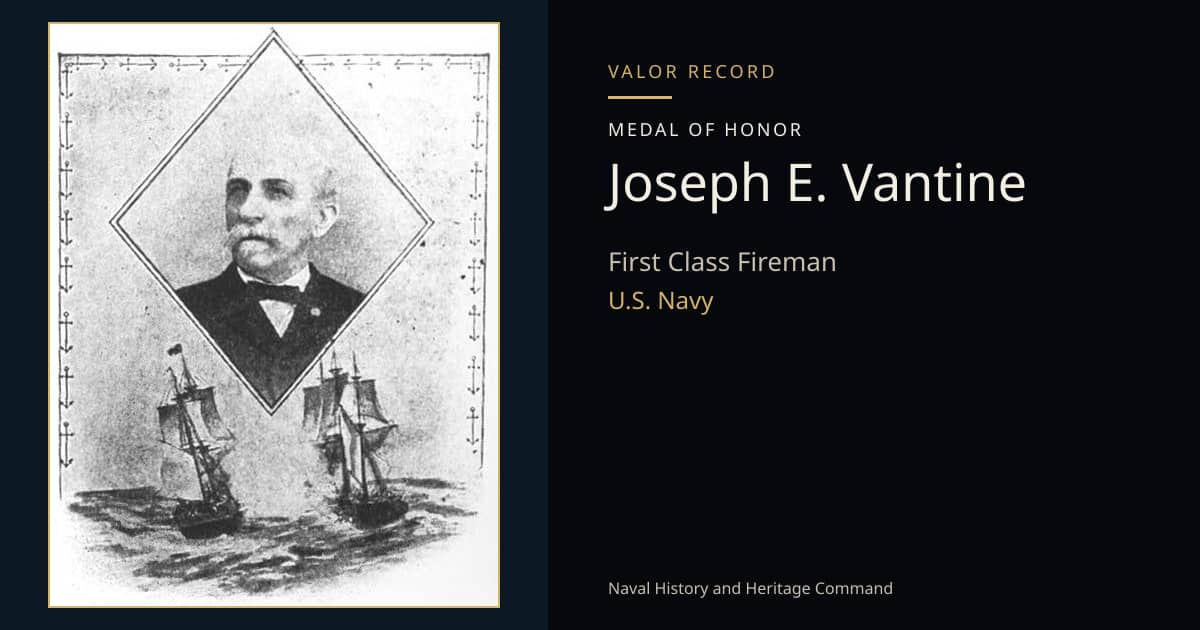 VALOR RECORD
MEDAL OF HONOR
Joseph E. Vantine
First Class Fireman
U.S. Navy
Naval History and Heritage Command